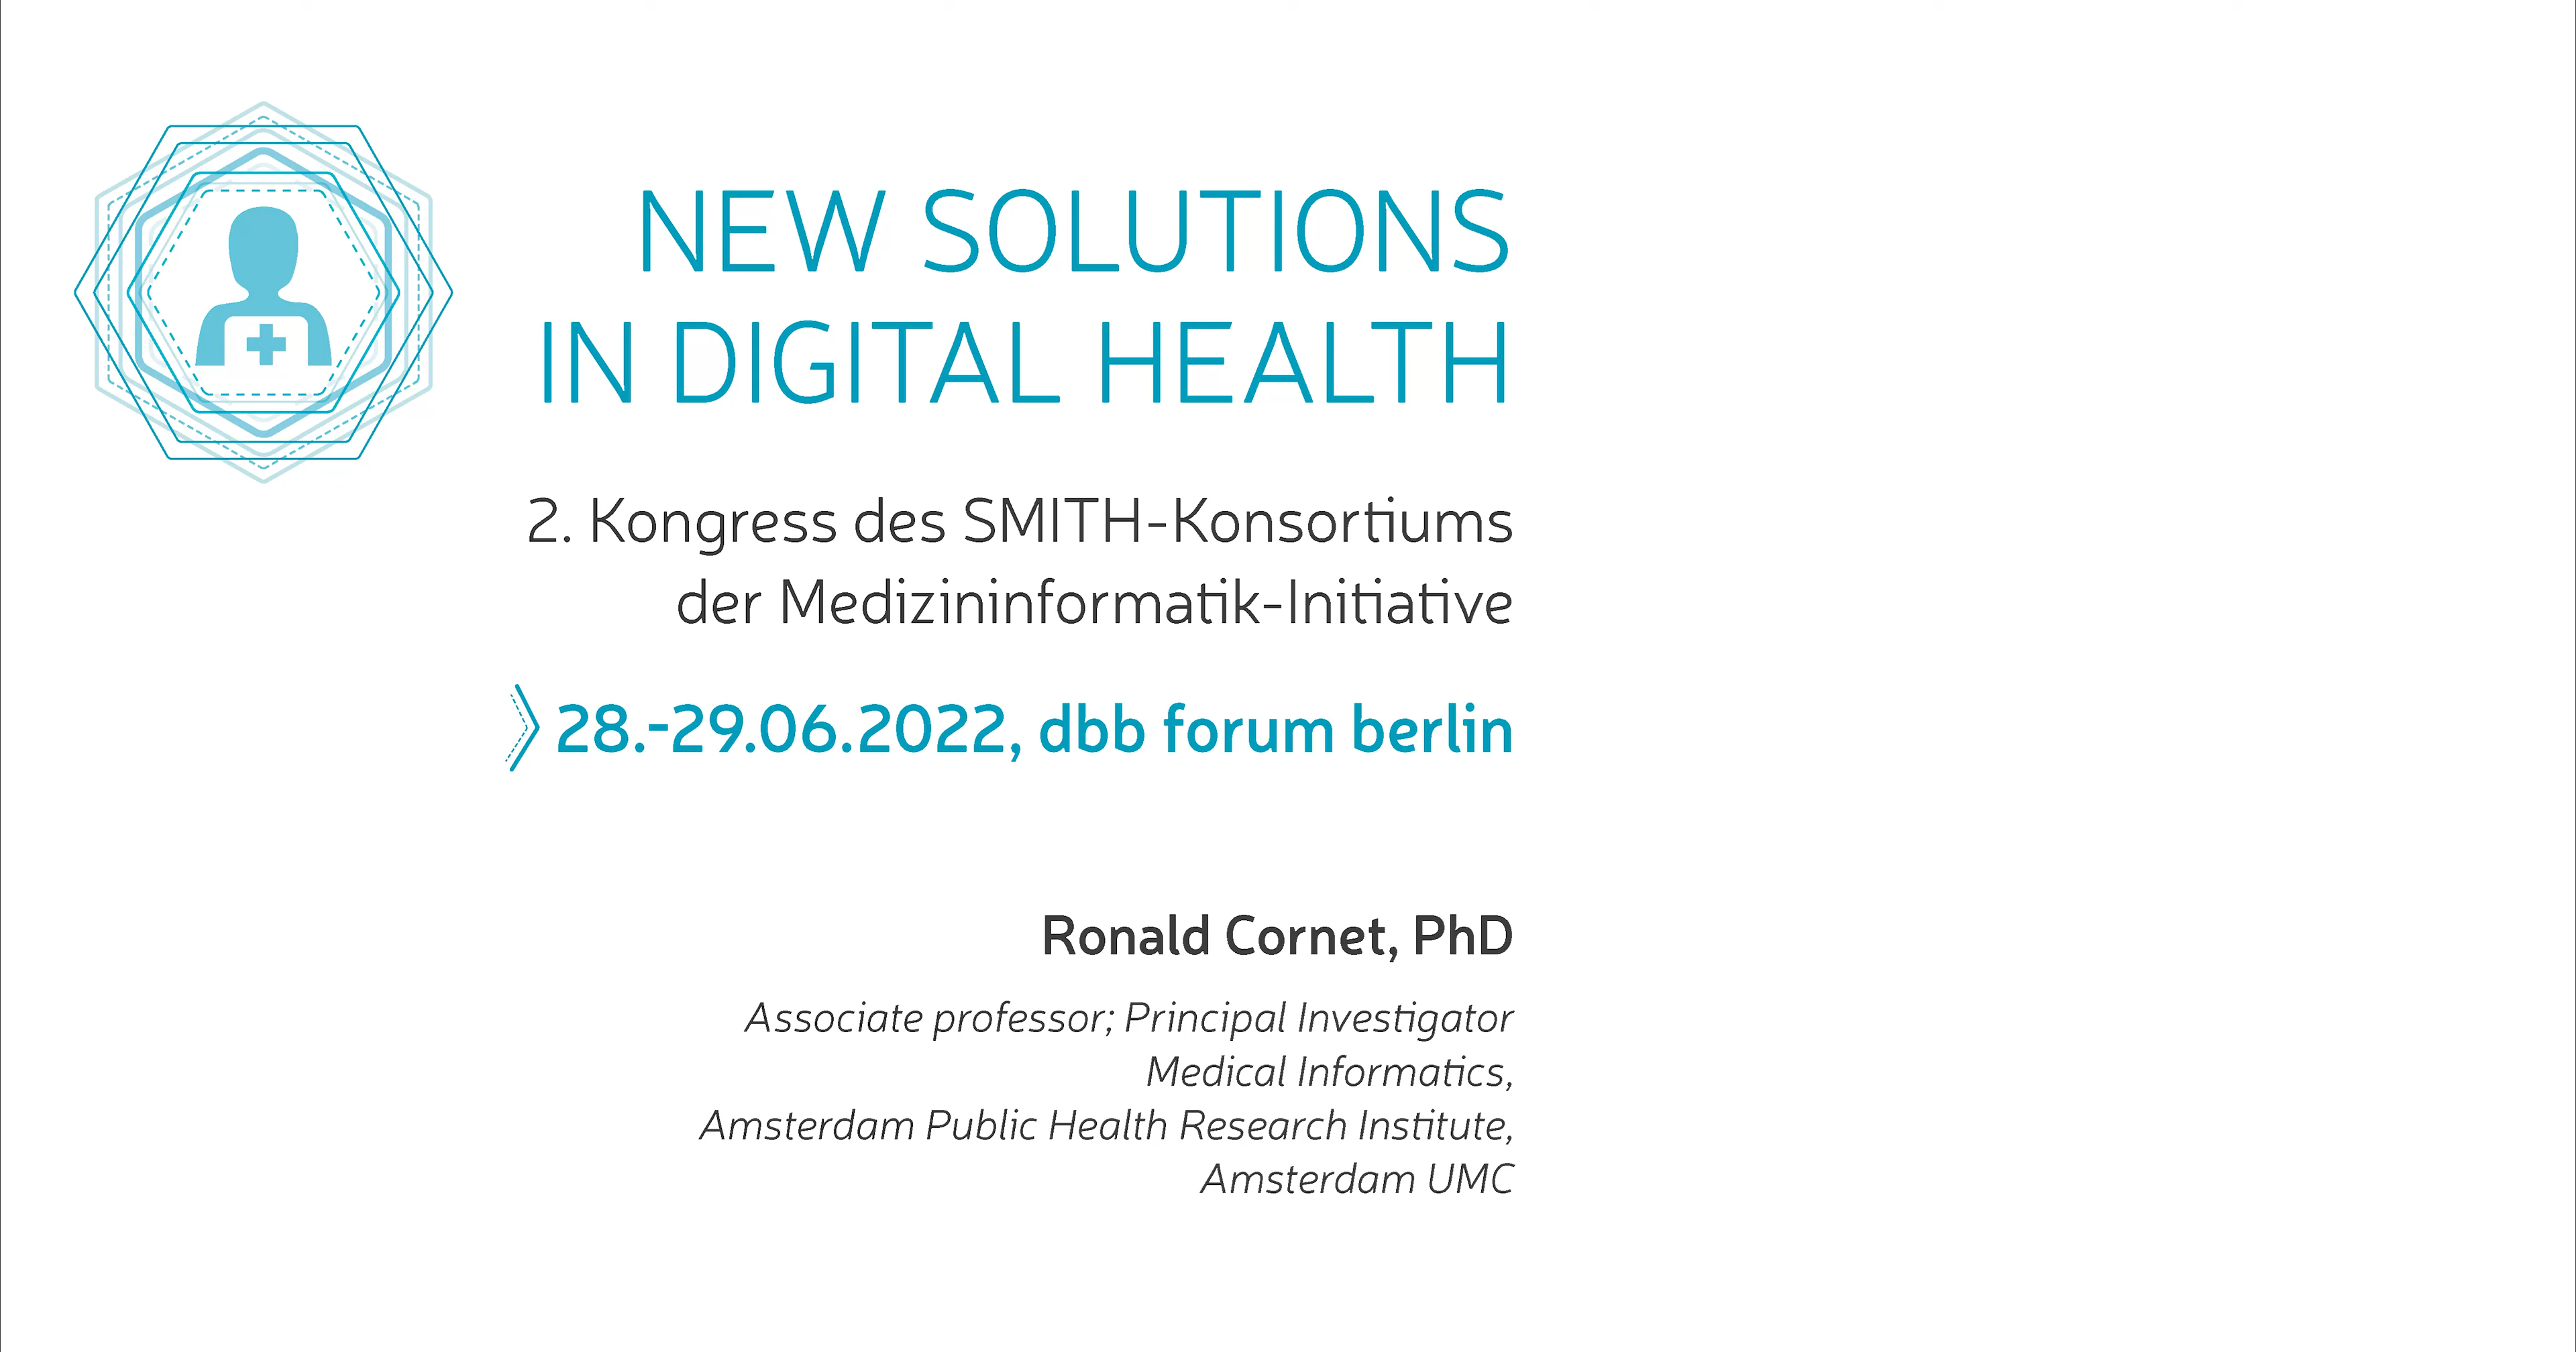 NEW SOLUTIONS
IN DIGITAL HEALTH
2. Kongress des SMITH-Konsortiums
der Medizininformatik-Initiative
28.-29.06.2022, dbb forum berlin
Ronald Cornet, PhD
Associate professor; Principal Investigator
Medical Informatics,
Amsterdam Public Health Research Institute,
Amsterdam UMC